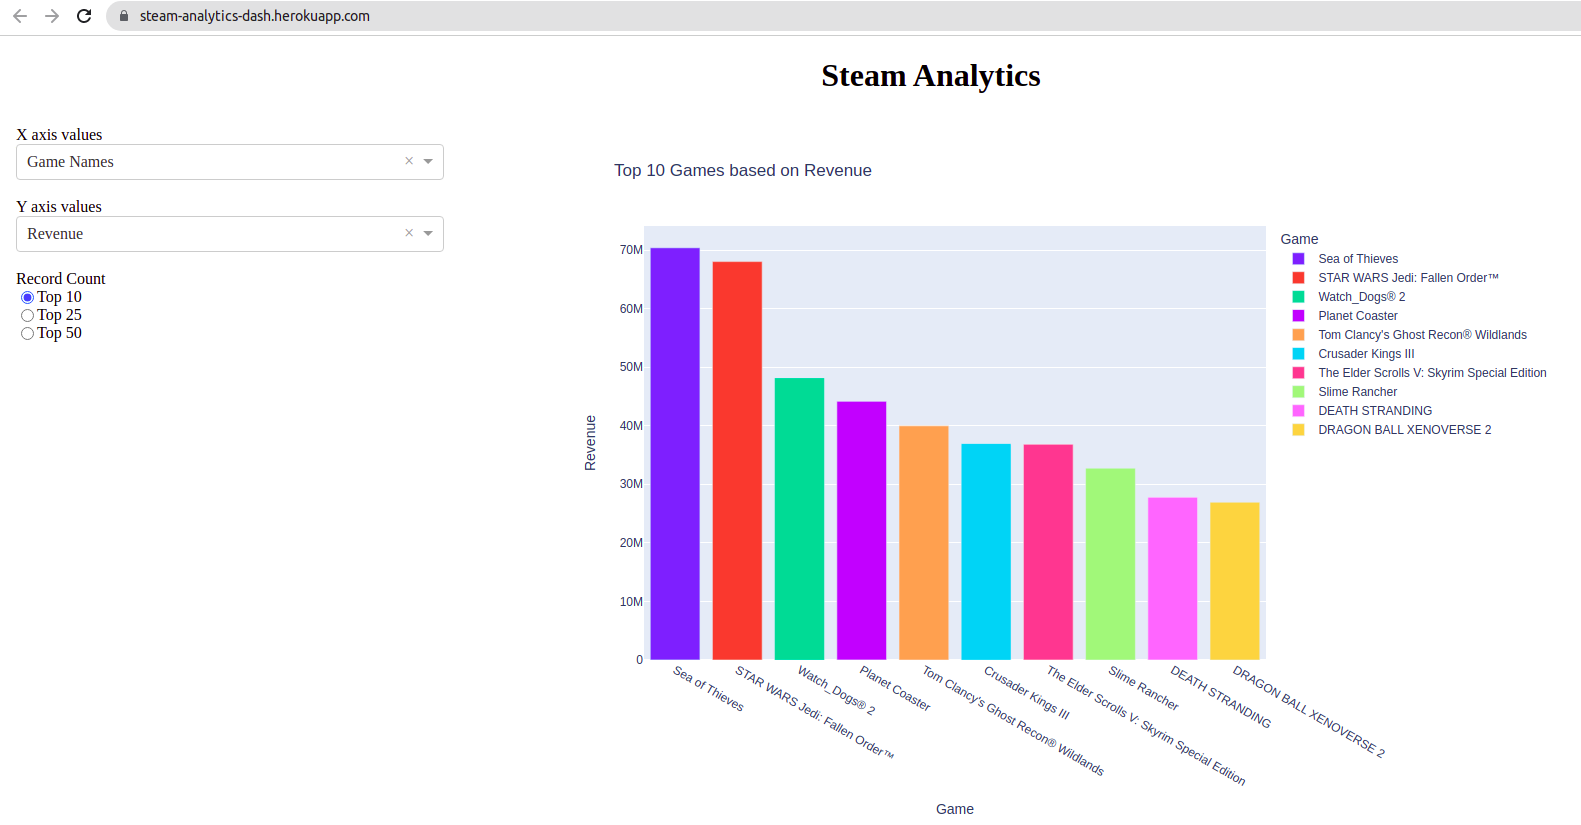 steam-analytics-dash.herokuapp.com
Steam Analytics
X axis values
Game Names
Y axis values
Revenue
Record Count
Top 10
Top 25
Top 50
Top 10 Games based on Revenue
Revenue
70M
60M
50M
40M
30M
20M
10M
0
Sea of Thieves
STAR WARS Jedi: Fallen Order™
Watch_Dogs® 2
Planet Coaster
Tom Clancy's Ghost Recon® Wildlands
Crusader Kings III
The Elder Scrolls V: Skyrim Special Edition
Slime Rancher
DEATH STRANDING
DRAGON BALL XENOVERSE 2
Game
Game
Sea of Thieves
STAR WARS Jedi: Fallen Order™
Watch_Dogs® 2
Planet Coaster
Tom Clancy's Ghost Recon® Wildlands
Crusader Kings III
The Elder Scrolls V: Skyrim Special Edition
Slime Rancher
DEATH STRANDING
DRAGON BALL XENOVERSE 2